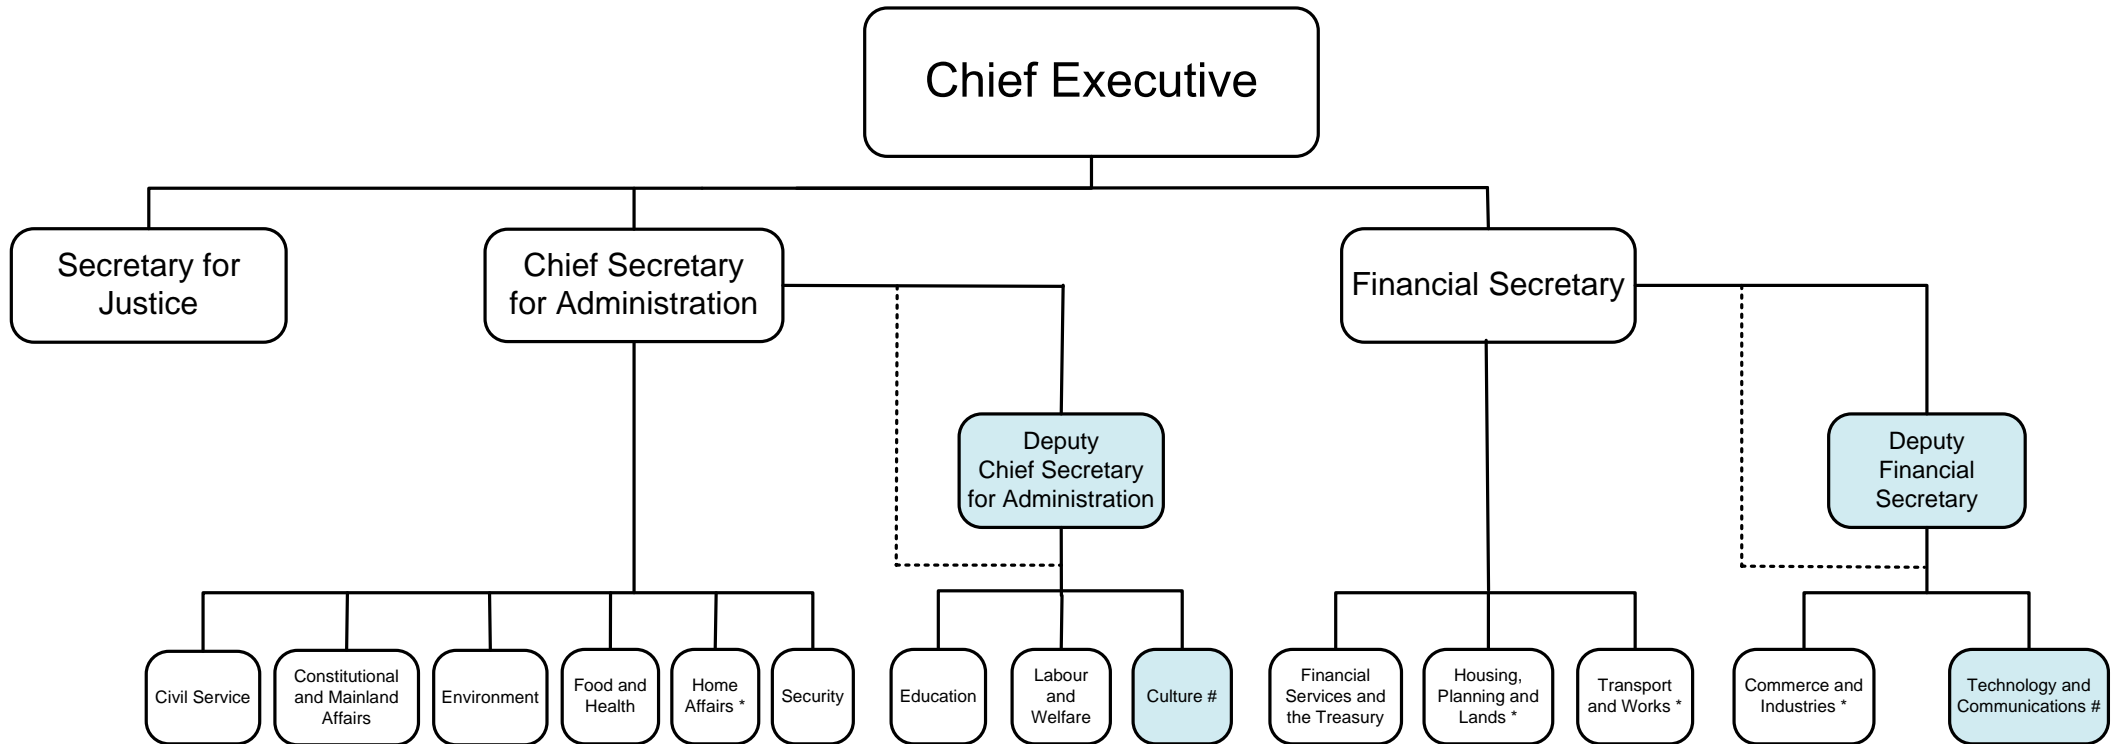 Chief Executive
Secretary for
Justice
Chief Secretary
for Administration
Financial Secretary
Deputy
Chief Secretary
for Administration
Deputy
Financial
Secretary
Civil Service
Constitutional
and Mainland
Affairs
Environment
Food and
Health
Home
Affairs *
Security
Education
Labour
and
Welfare
Culture #
Financial
Services and
the Treasury
Housing,
Planning and
Lands *
Transport
and Works *
Commerce and
Industries *
Technology and
Communications #